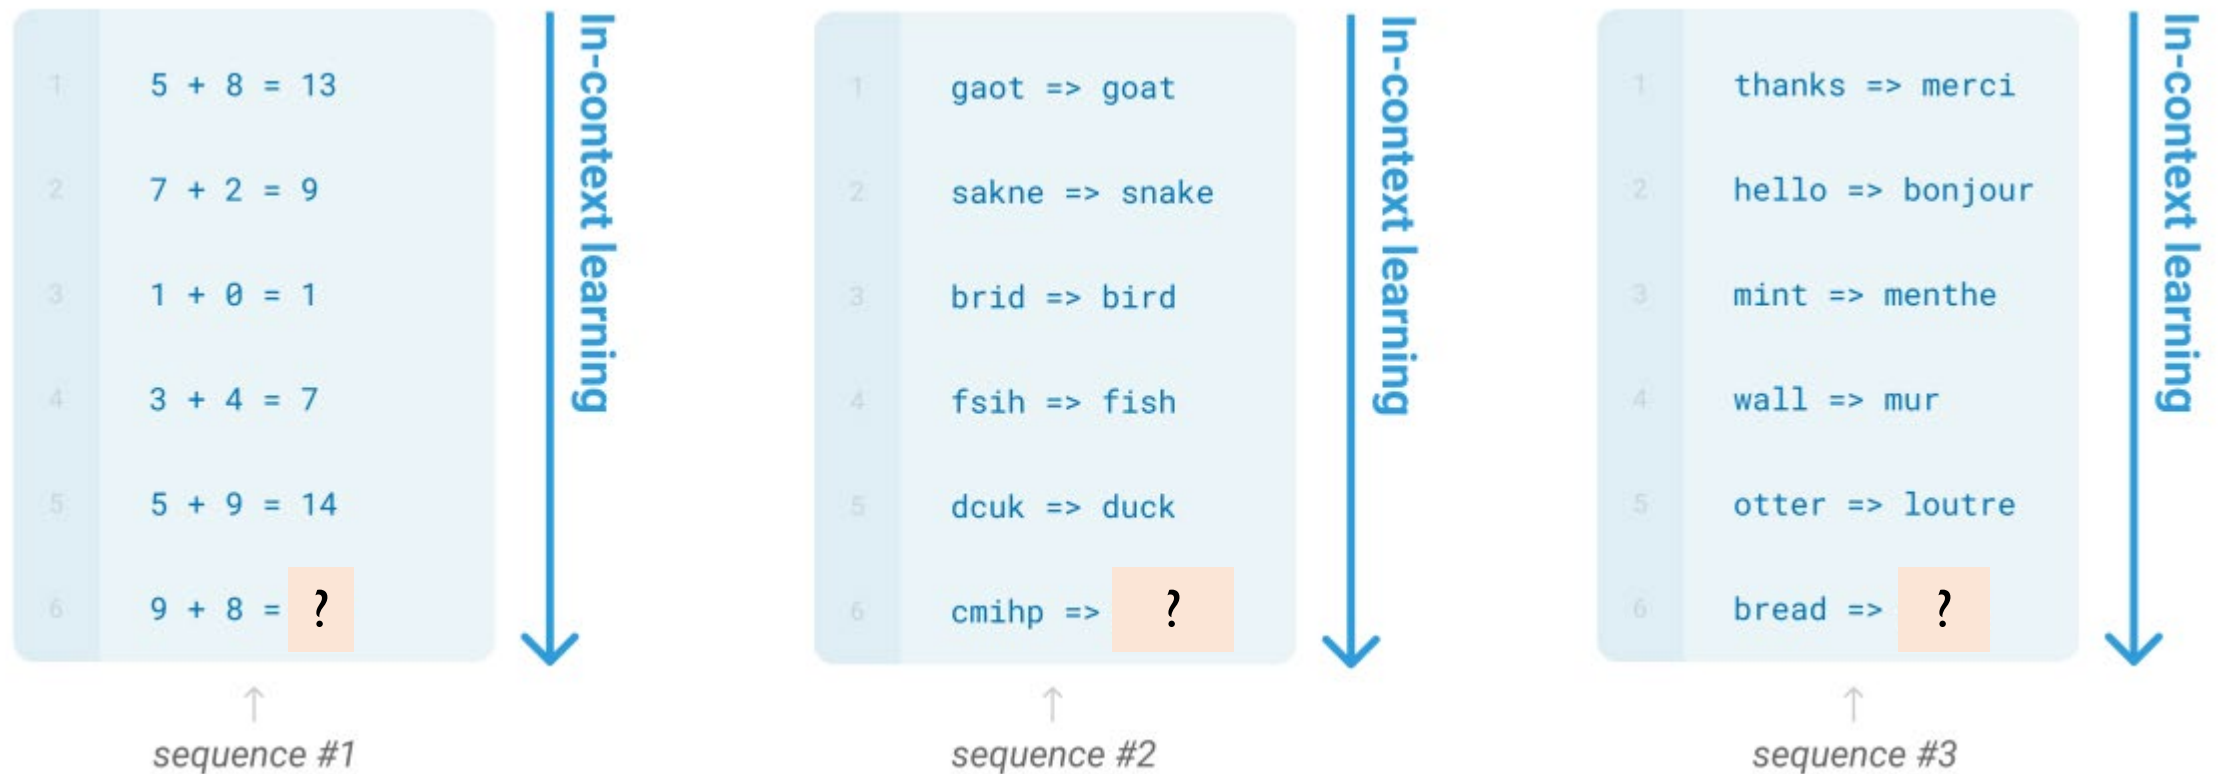 1 5 + 8 = 13
2 7 + 2 = 9
3 1 + 0 = 1
4 3 + 4 = 7
5 5 + 9 = 14
6 9 + 8 = ?
In-context learning
sequence #1
1 gaot => goat
2 sakne => snake
3 brid => bird
4 fsih => fish
5 dcuk => duck
6 cmihp => ?
In-context learning
sequence #2
1 thanks => merci
2 hello => bonjour
3 mint => menthe
4 wall => mur
5 otter => loutre
6 bread => ?
In-context learning
sequence #3